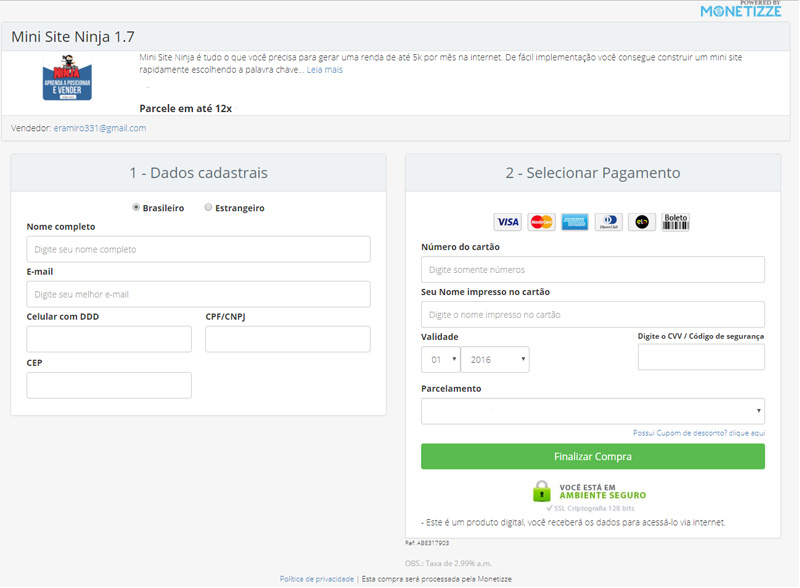 POWERED BY
MONETIZZE
Mini Site Ninja 1.7
Mini Site Ninja é tudo o que você precisa para gerar uma renda de até 5k por mês na internet. De fácil implementação você consegue construir um mini site
rapidamente escolhendo a palavra chave... Leia mais
NINJA
APRENDA A POSICIONAR
E VENDER
Parcele em até 12x
Vendedor: eramiro331@gmail.com
1 - Dados cadastrais
Brasileiro Estrangeiro
Nome completo
Digite seu nome completo
E-mail
Digite seu melhor e-mail
Celular com DDD CPF/CNPJ
CEP
2 - Selecionar Pagamento
VISA MasterCard elo Boleto
Número do cartão
Digite somente números
Seu Nome impresso no cartão
Digite o nome impresso no cartão
Validade Digite o CVV / Código de segurança
01 2016
Parcelamento
Possui Cupom de desconto? clique aqui
Finalizar Compra
VOCÊ ESTÁ EM
AMBIENTE SEGURO
SSL Criptografia 128 bits
- Este é um produto digital, você receberá os dados para acessá-lo via internet.
Ref: AB8317903
OBS.: Taxa de 2.99% a.m.
Política de privacidade | Esta compra será processada pela Monetizze